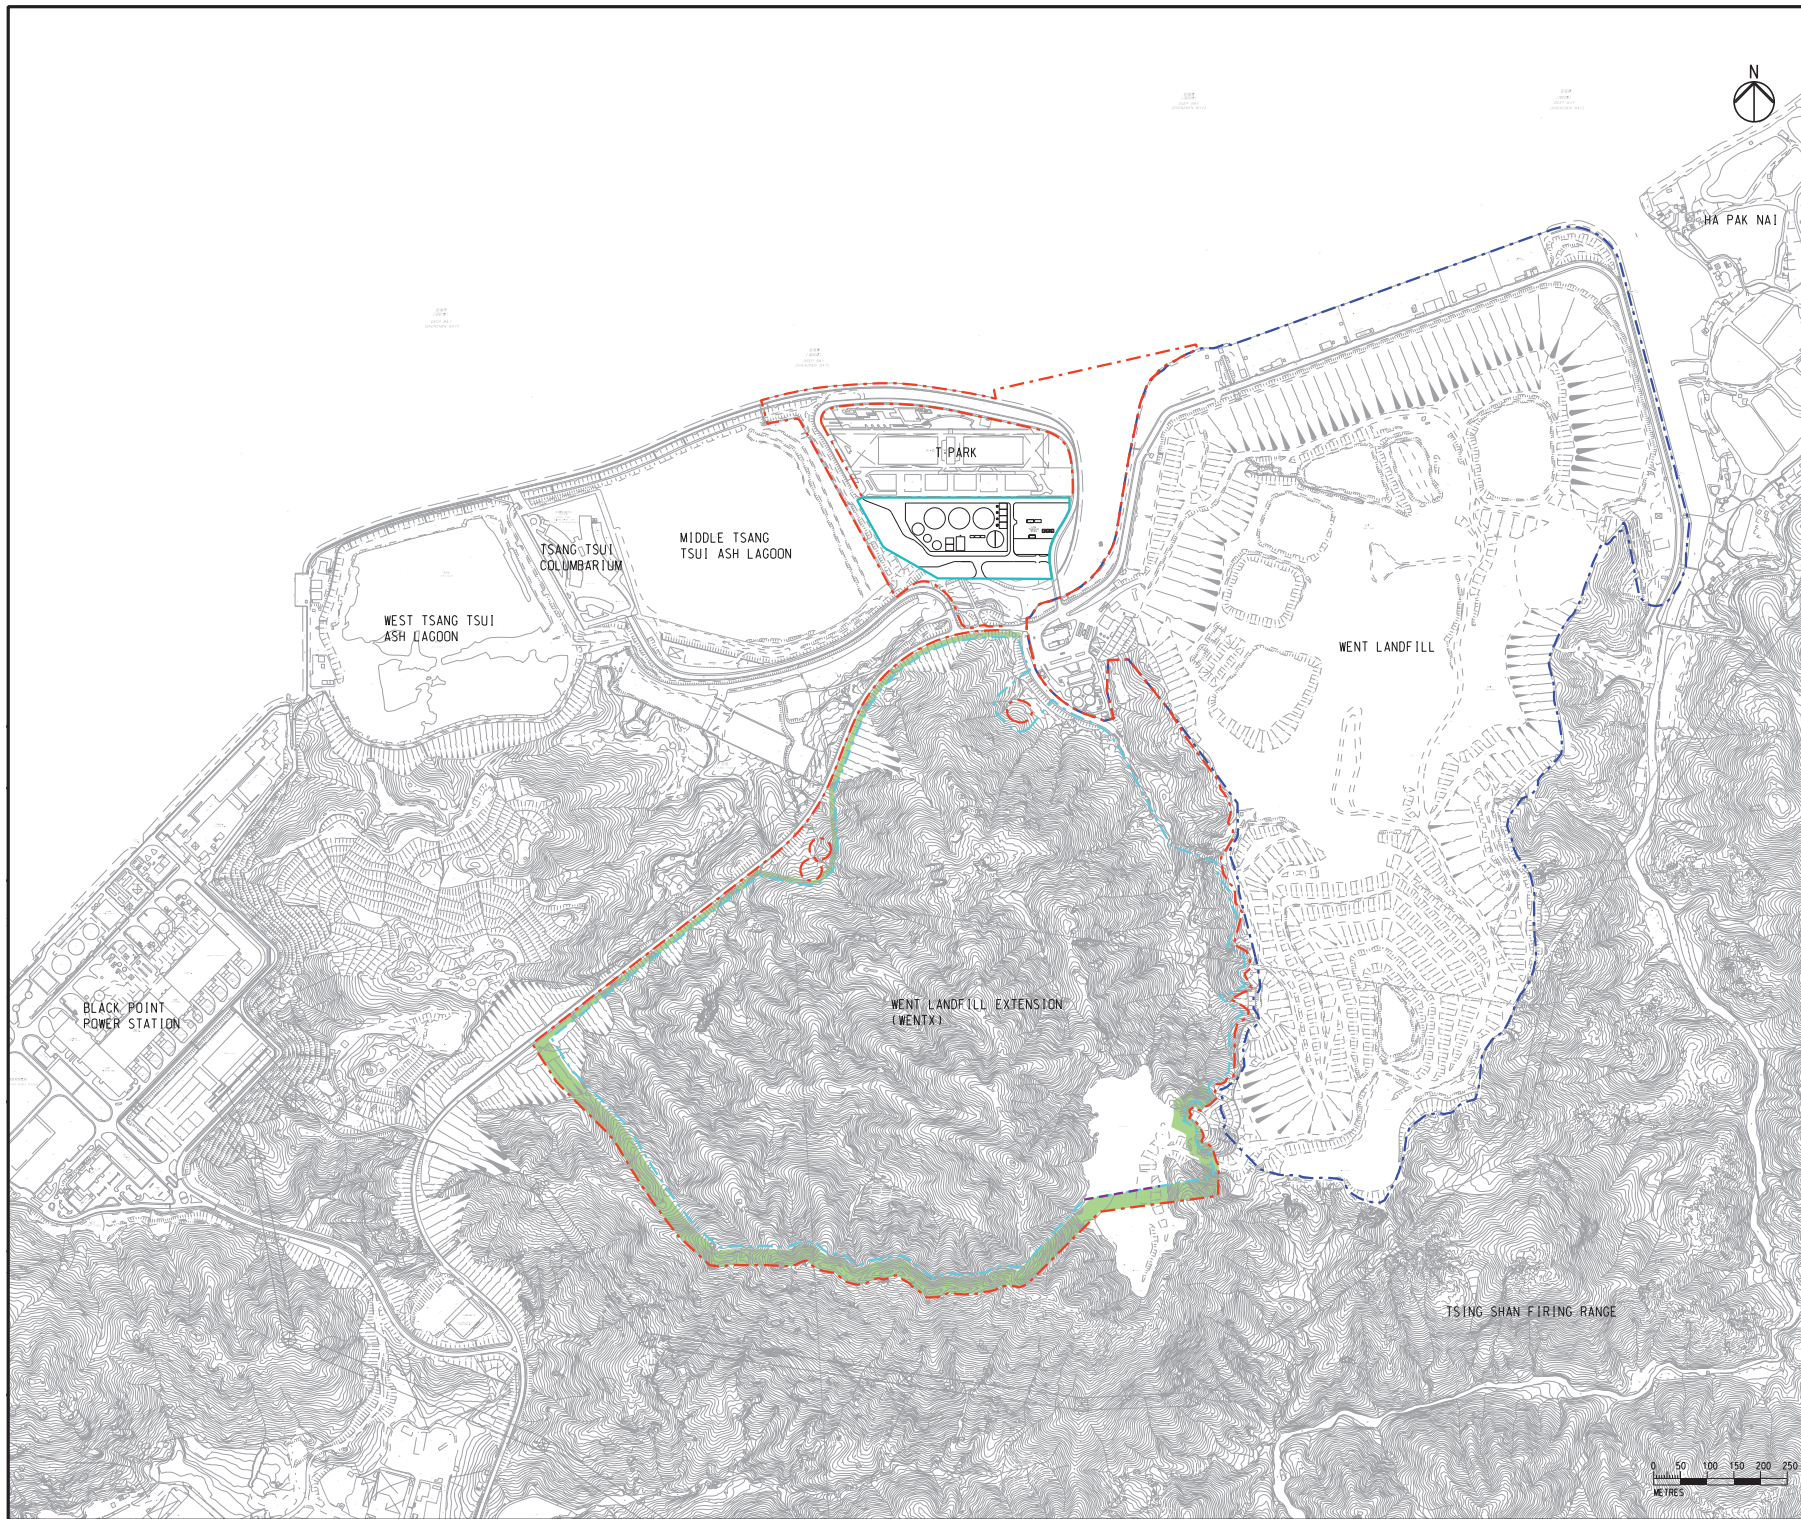 N
HA PAK NAI
T-PARK
TSANG TSUI
COLUMBARIUM
MIDDLE TSANG
TSUI ASH LAGOON
WEST TSANG TSUI
ASH LAGOON
WENT LANDFILL
BLACK POINT
POWER STATION
WENT LANDFILL EXTENSION
(WENTX)
TSING SHAN FIRING RANGE
0 50 100 150 200 250
METRES